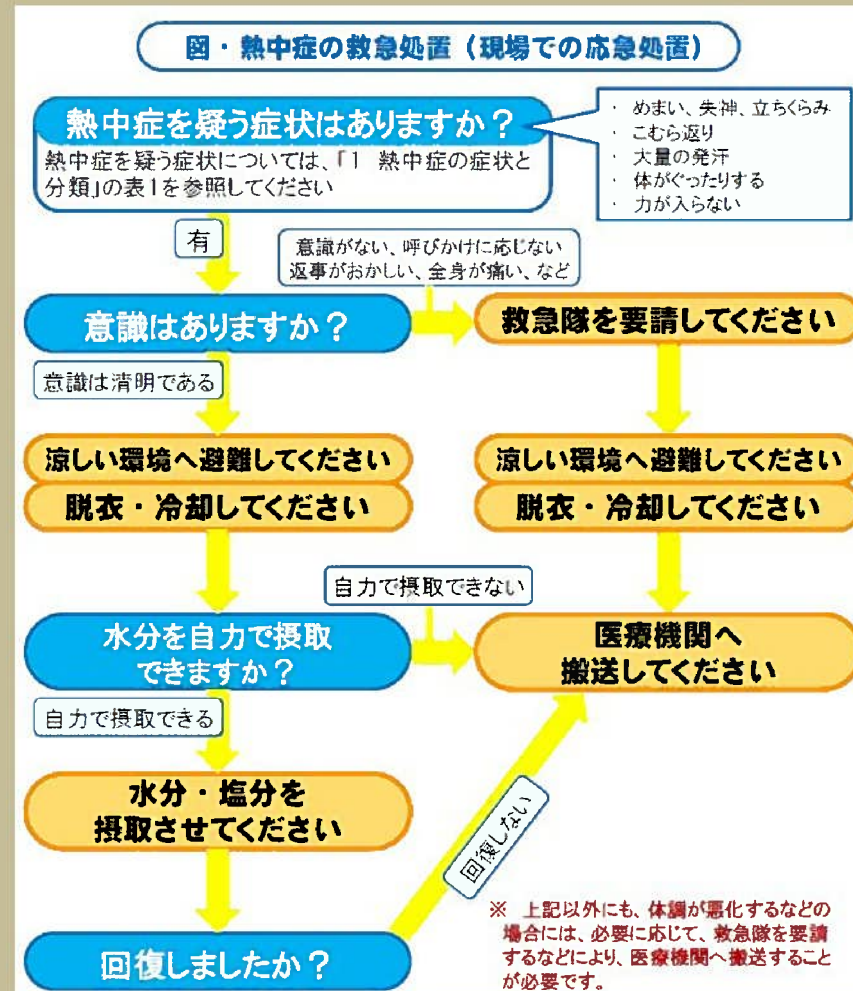 図・熱中症の救急処置（現場での応急処置）
熱中症を疑う症状はありますか？
熱中症を疑う症状については、「1　熱中症の症状と
分類」の表1を参照してください
・　めまい、失神、立ちくらみ
・　こむら返り
・　大量の発汗
・　体がぐったりする
・　力が入らない
有
意識がない、呼びかけに応じない
返事がおかしい、全身が痛い、など
意識はありますか？
救急隊を要請してください
意識は清明である
涼しい環境へ避難してください
脱衣・冷却してください
涼しい環境へ避難してください
脱衣・冷却してください
自力で摂取できない
水分を自力で摂取
できますか？
医療機関へ
搬送してください
自力で摂取できる
水分・塩分を
摂取させてください
回復しない
回復しましたか？
※　上記以外にも、体調が悪化するなどの
場合には、必要に応じて、救急隊を要請
するなどにより、医療機関へ搬送すること
が必要です。